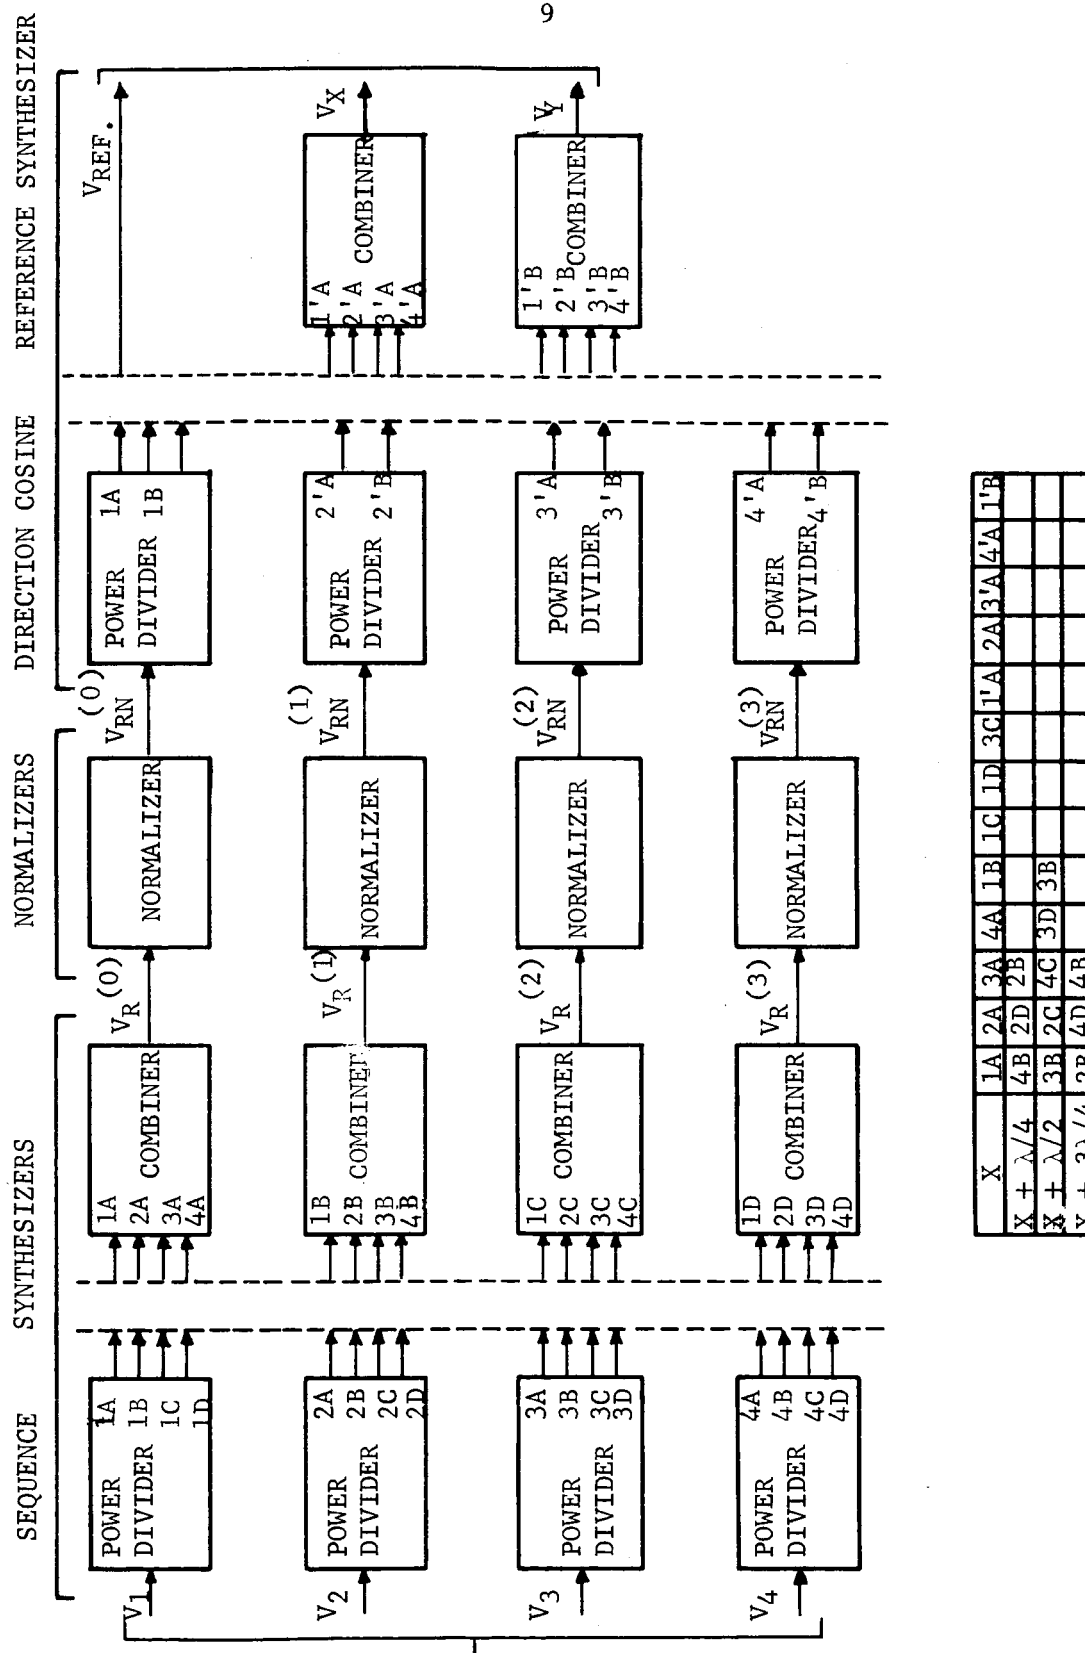 9
SEQUENCE SYNTHESIZERS
NORMALIZERS
DIRECTION COSINE REFERENCE SYNTHESIZER
V1
POWER DIVIDER
1A
1B
1C
1D
1A
2A
3A
4A
COMBINER
VR(0)
NORMALIZER
VRN(0)
POWER DIVIDER
1A
1B
VREF.
V2
POWER DIVIDER
2A
2B
2C
2D
1B
2B
3B
4B
COMBINER
VR(1)
NORMALIZER
VRN(1)
POWER DIVIDER
2'A
2'B
1'A
2'A
3'A
4'A
COMBINER
VX
V3
POWER DIVIDER
3A
3B
3C
3D
1C
2C
3C
4C
COMBINER
VR(2)
NORMALIZER
VRN(2)
POWER DIVIDER
3'A
3'B
1'B
2'B
3'B
4'B
COMBINER
VY
V4
POWER DIVIDER
4A
4B
4C
4D
1D
2D
3D
4D
COMBINER
VR(3)
NORMALIZER
VRN(3)
POWER DIVIDER
4'A
4'B
X 1A 2A 3A 4A 1B 1C 1D 3C 1'A 2A 3'A 4'A 1'B
X + λ/4 4B 2D 2B
X + λ/2 3B 2C 4C 3D 3B
X + 3λ/4 2B 4D 4B